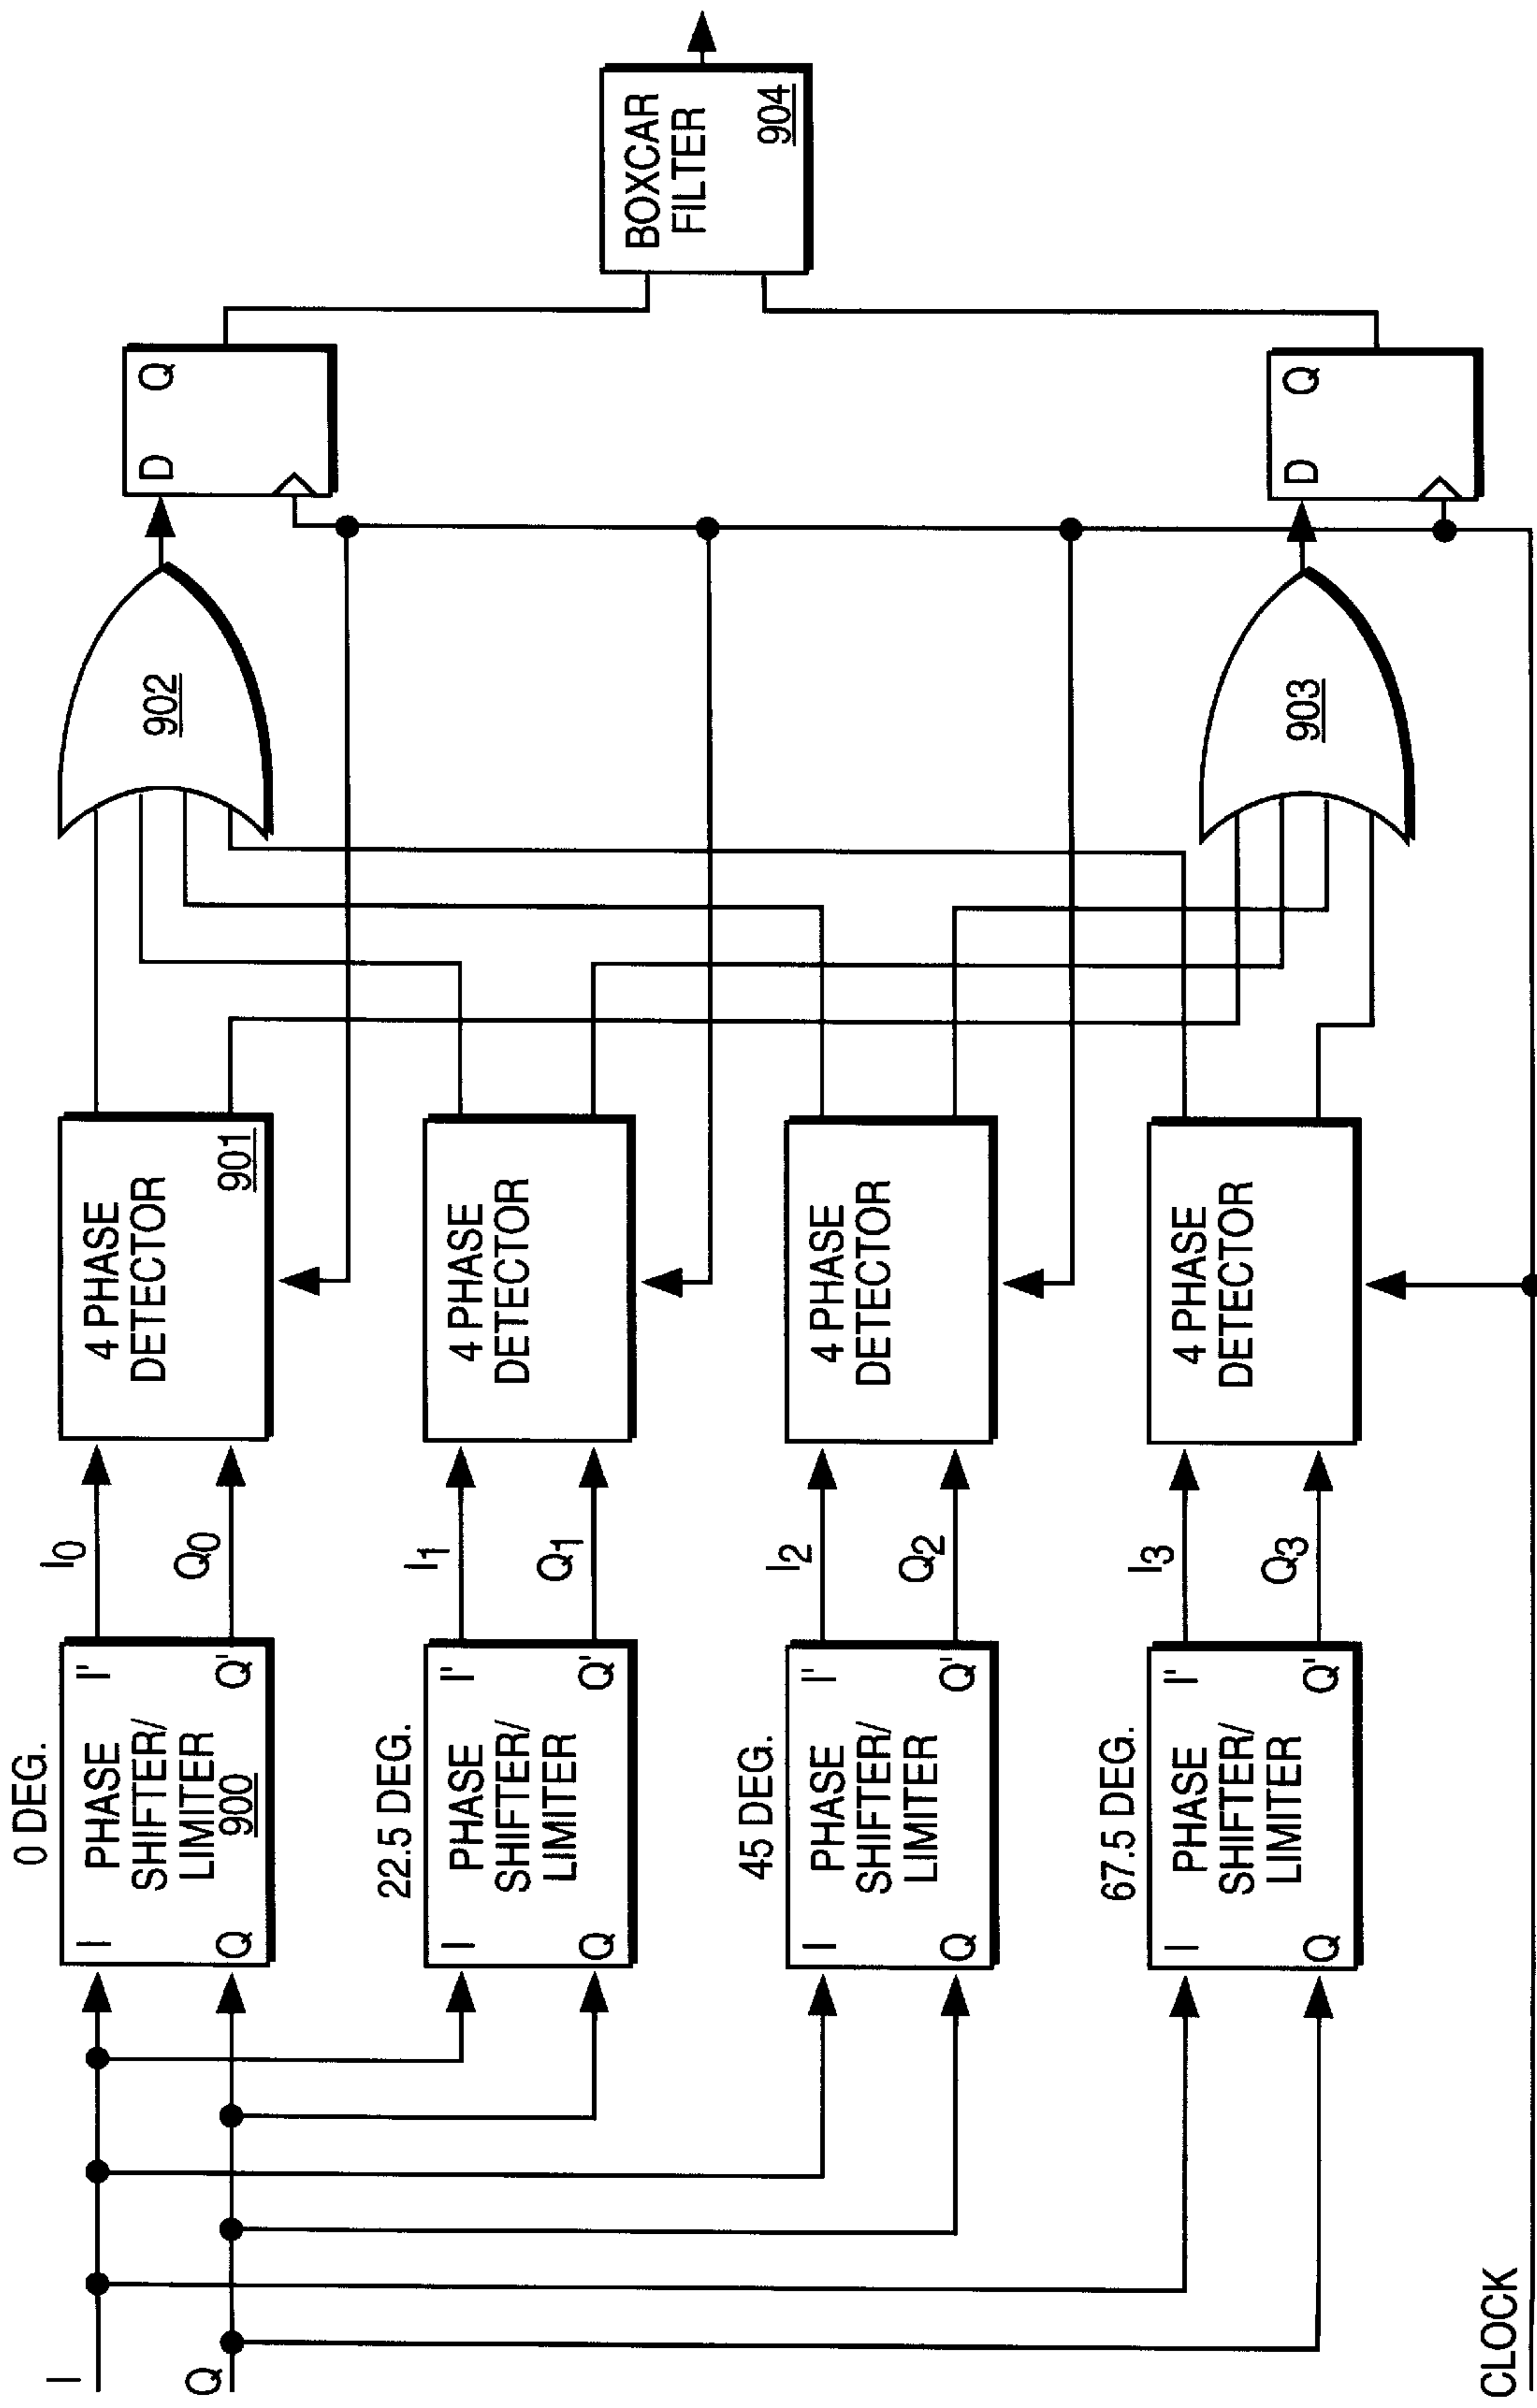 I
Q
CLOCK
0 DEG.
I
I'
PHASE
SHIFTER/
LIMITER
900
Q
Q'
I0
Q0
4 PHASE
DETECTOR
901
22.5 DEG.
I
I'
PHASE
SHIFTER/
LIMITER
Q
Q'
I1
Q1
4 PHASE
DETECTOR
45 DEG.
I
I'
PHASE
SHIFTER/
LIMITER
Q
Q'
I2
Q2
4 PHASE
DETECTOR
67.5 DEG.
I
I'
PHASE
SHIFTER/
LIMITER
Q
Q'
I3
Q3
4 PHASE
DETECTOR
902
903
D Q
D Q
BOXCAR
FILTER
904